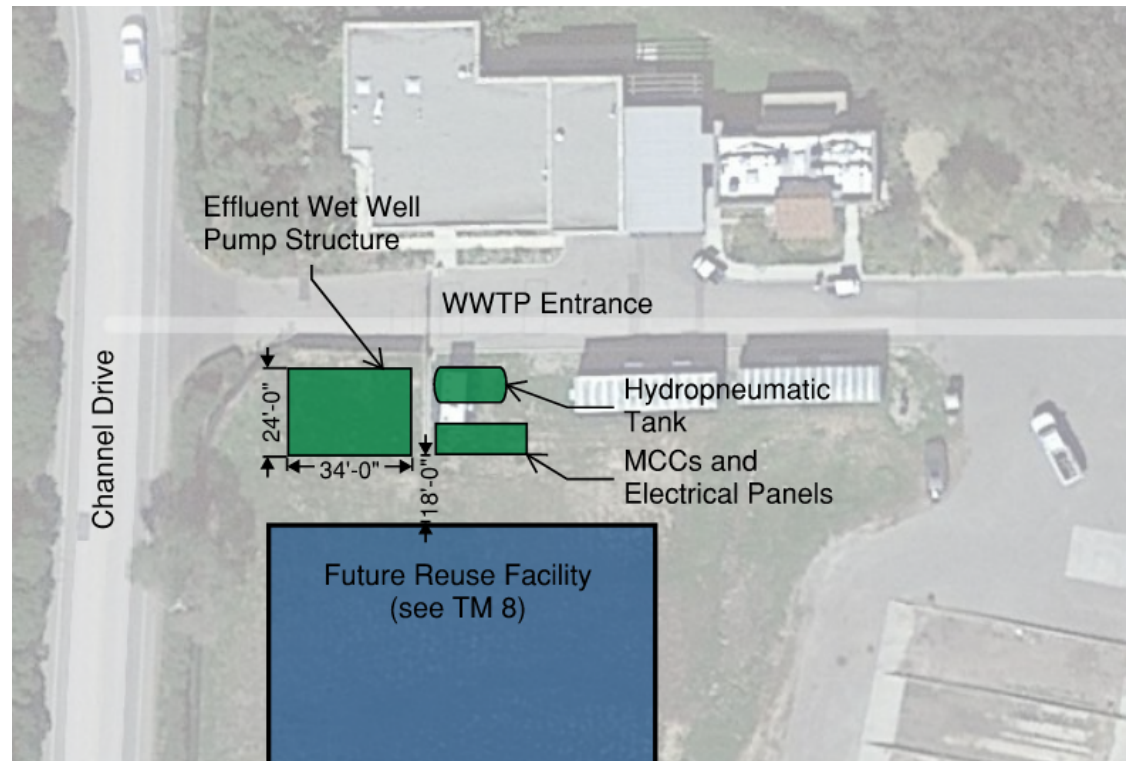 Effluent Wet Well
Pump Structure
WWTP Entrance
Channel Drive
24'-0"
34'-0"
18'-0"
Hydropneumatic
Tank
MCCs and
Electrical Panels
Future Reuse Facility
(see TM 8)